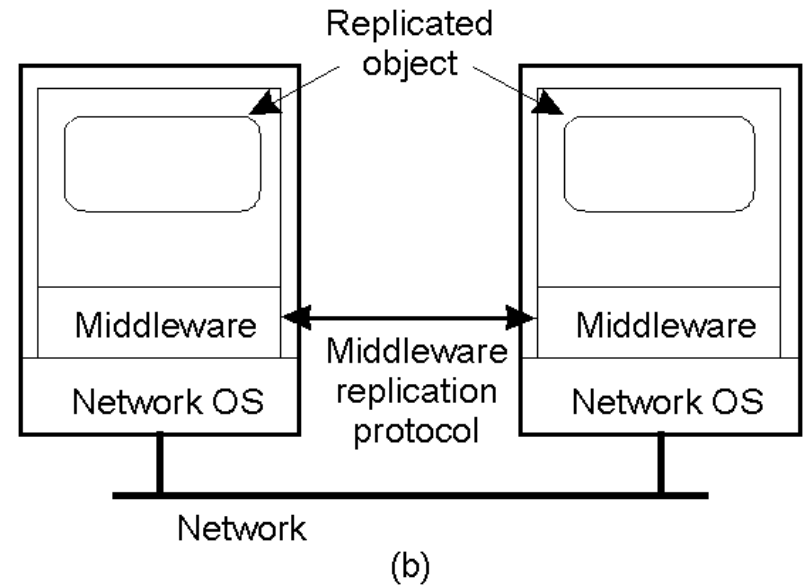 Replicated
object
Middleware
Middleware
Middleware
replication
protocol
Network OS
Network OS
Network
(b)